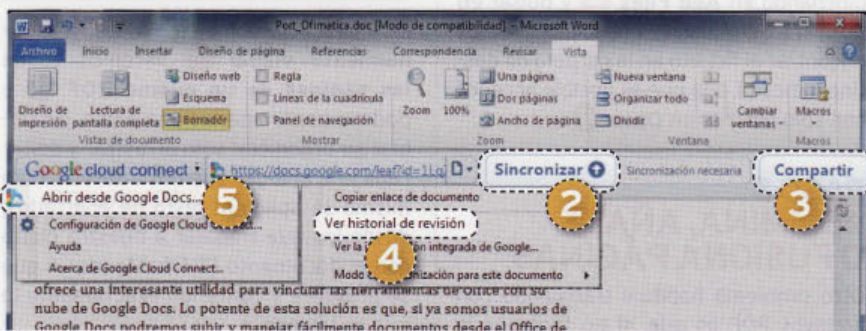 Port_Ofimatica.doc [Modo de compatibilidad] - Microsoft Word
Archivo Inicio Insertar Diseño de página Referencias Correspondencia Revisar Vista
Diseño de impresión
Lectura de pantalla completa
Diseño web
Esquema
Borrador
Vistas de documento
Regla
Líneas de la cuadrícula
Panel de navegación
Mostrar
Zoom
100%
Una página
Dos páginas
Ancho de página
Zoom
Nueva ventana
Organizar todo
Dividir
Cambiar ventanas
Ventana
Macros
Macros
Google cloud connect https://docs.google.com/leaf?id=1Lq Sincronizar Sincronización necesaria Compartir
5 2 3
Abrir desde Google Docs...
Configuración de Google Cloud
Ayuda
Acerca de Google Cloud Connect...
Copiar enlace de documento
Ver historial de revisión
4
Ver la integrada de Google...
Modo para este documento
ofrece una interesante utilidad para vincular las herramientas de Office con su
nube de Google Docs. Lo potente de esta solución es que, si ya somos usuarios de
Google Docs podremos subir y manejar fácilmente documentos desde el Office de